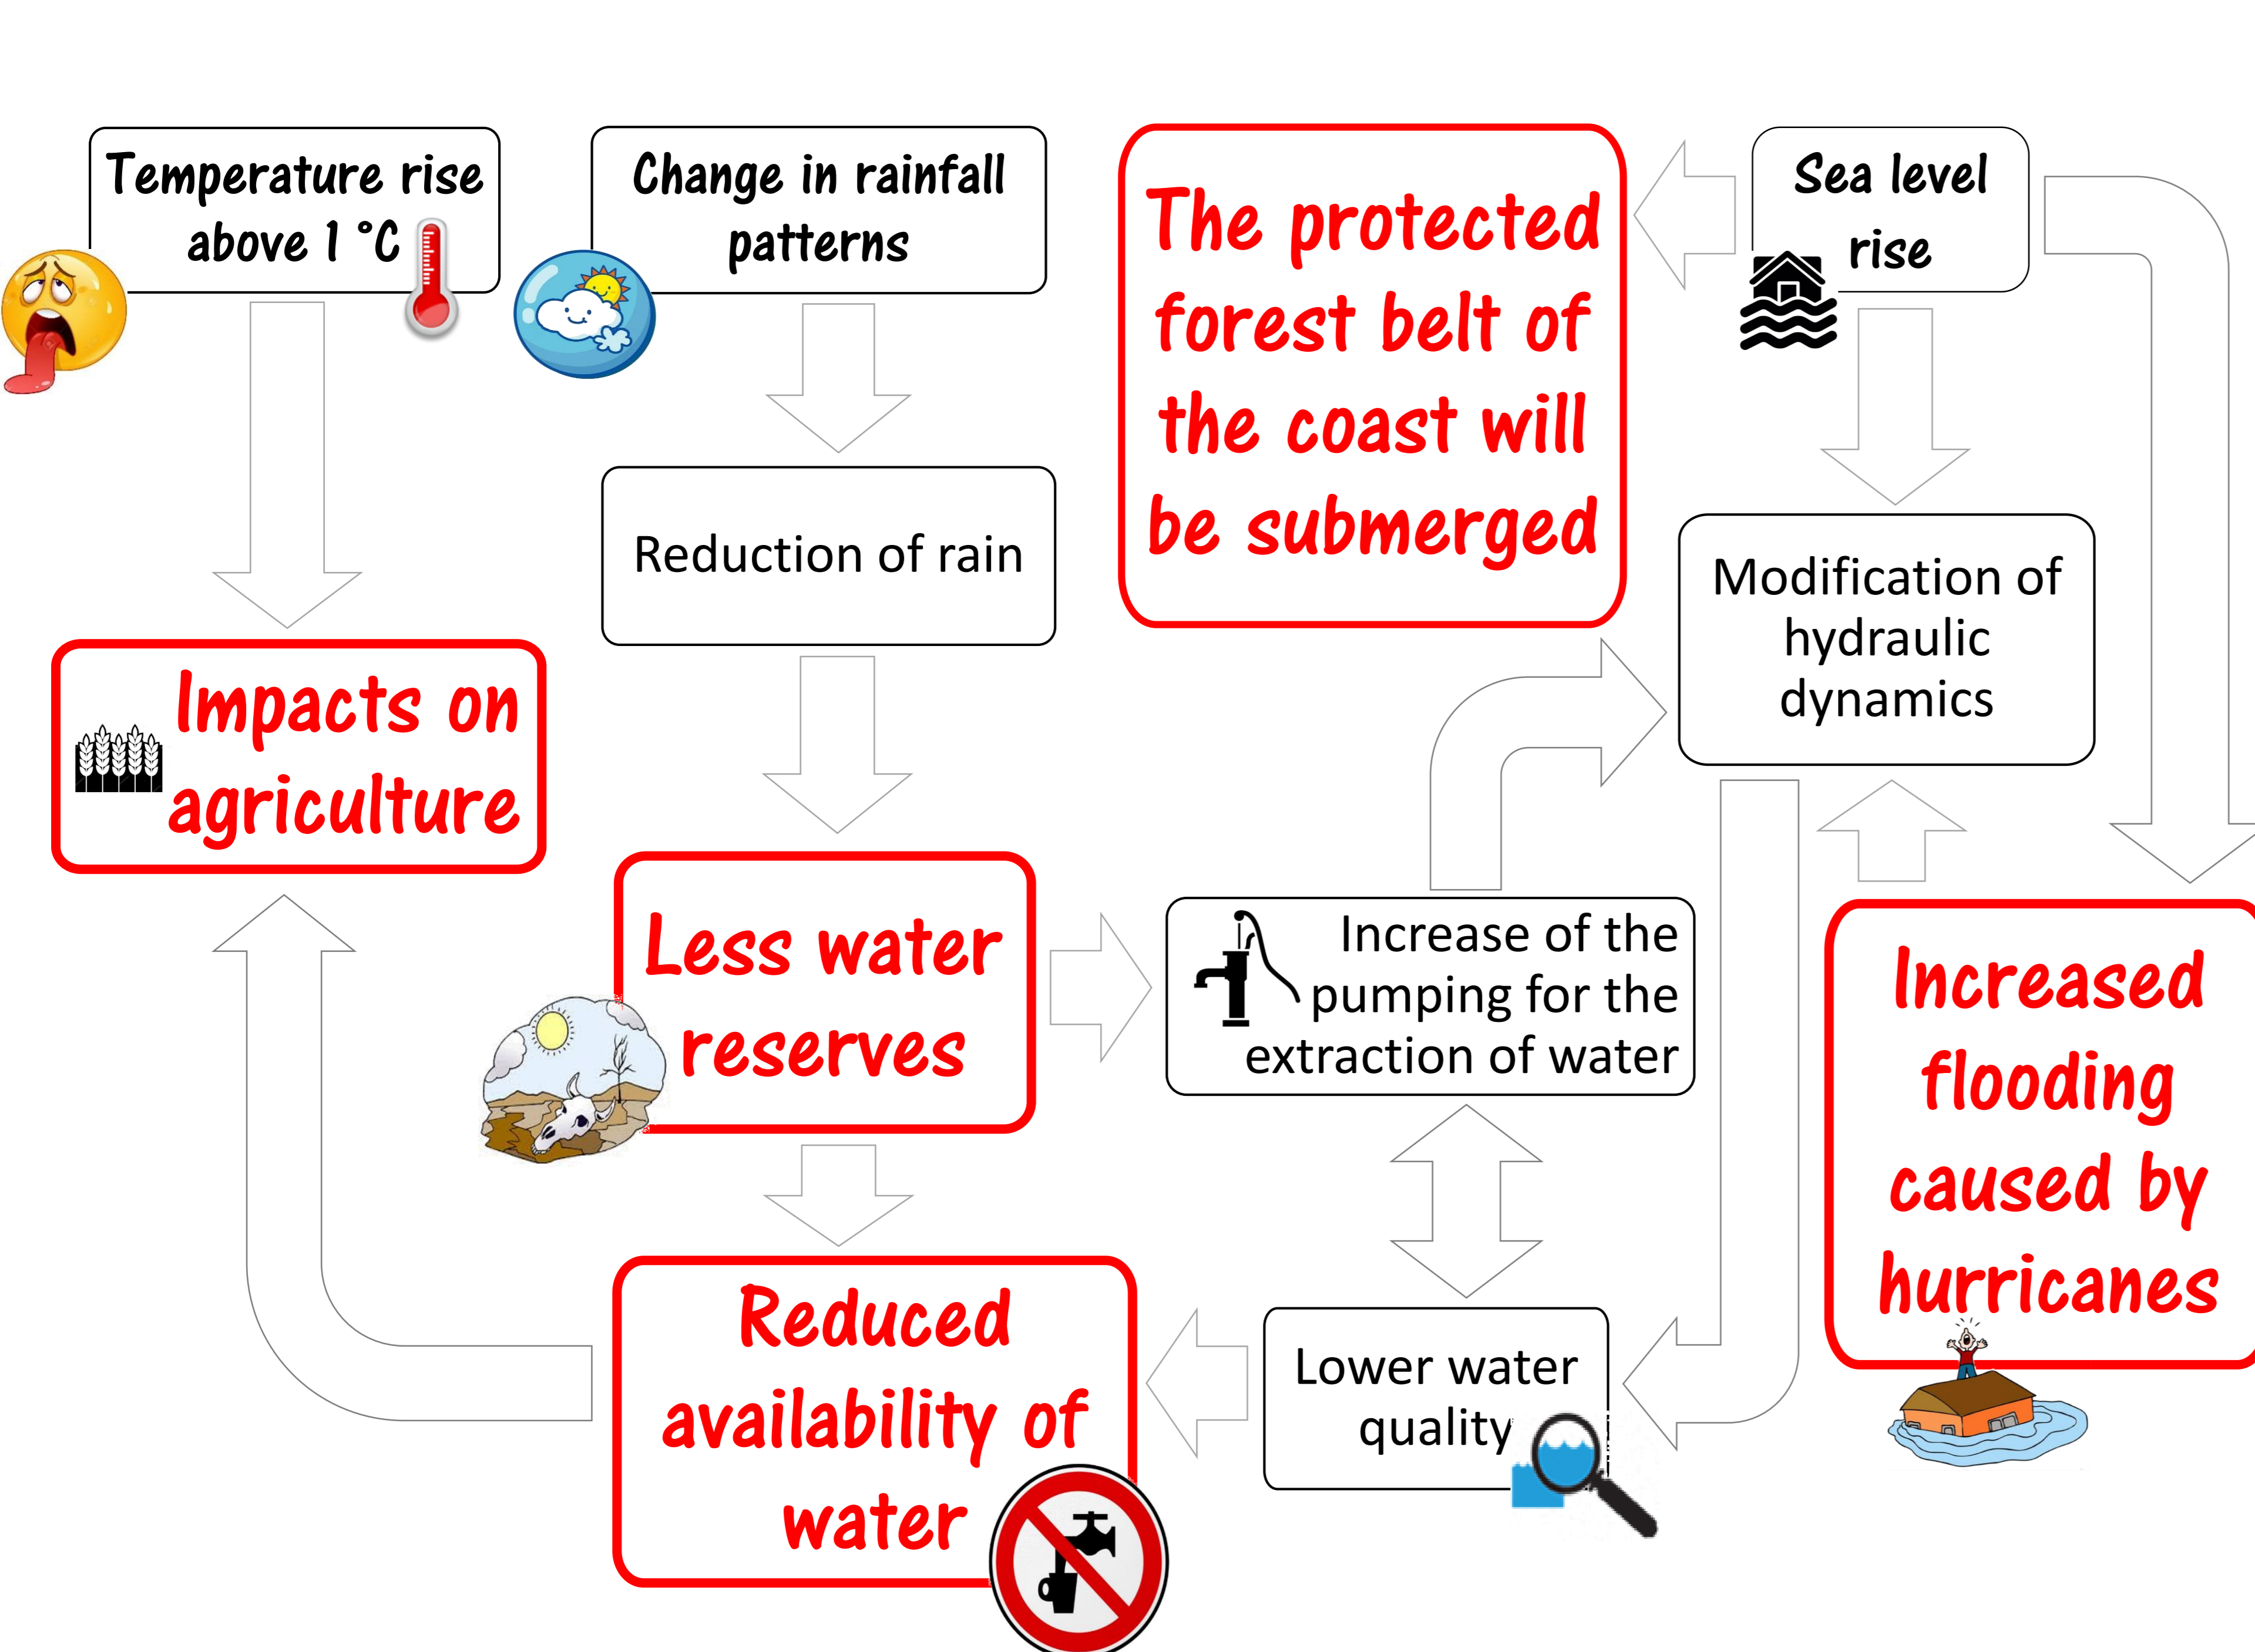 Temperature rise
above 1 °C
Change in rainfall
patterns
The protected
forest belt of
the coast will
be submerged
Sea level
rise
Reduction of rain
Modification of
hydraulic
dynamics
Impacts on
agriculture
Less water
reserves
Increase of the
pumping for the
extraction of water
Increased
flooding
caused by
hurricanes
Reduced
availability of
water
Lower water
quality